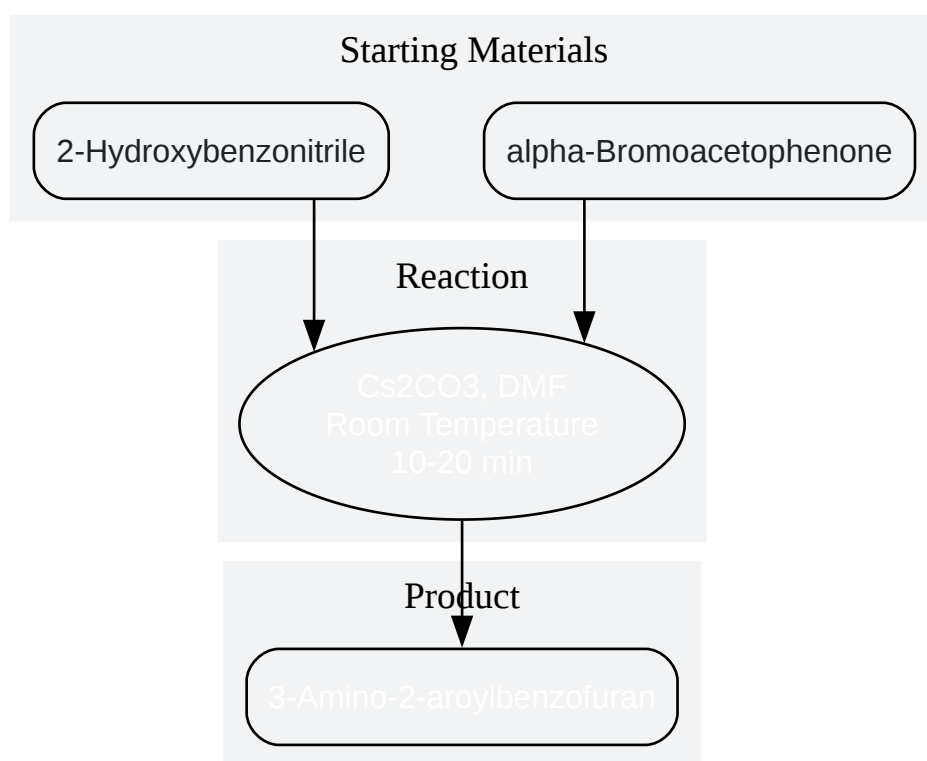 Starting Materials
2-Hydroxybenzonitrile
alpha-Bromoacetophenone
Reaction
Cs2CO3, DMF
Room Temperature
10-20 min
Product
3-Amino-2-aroylbenzofuran